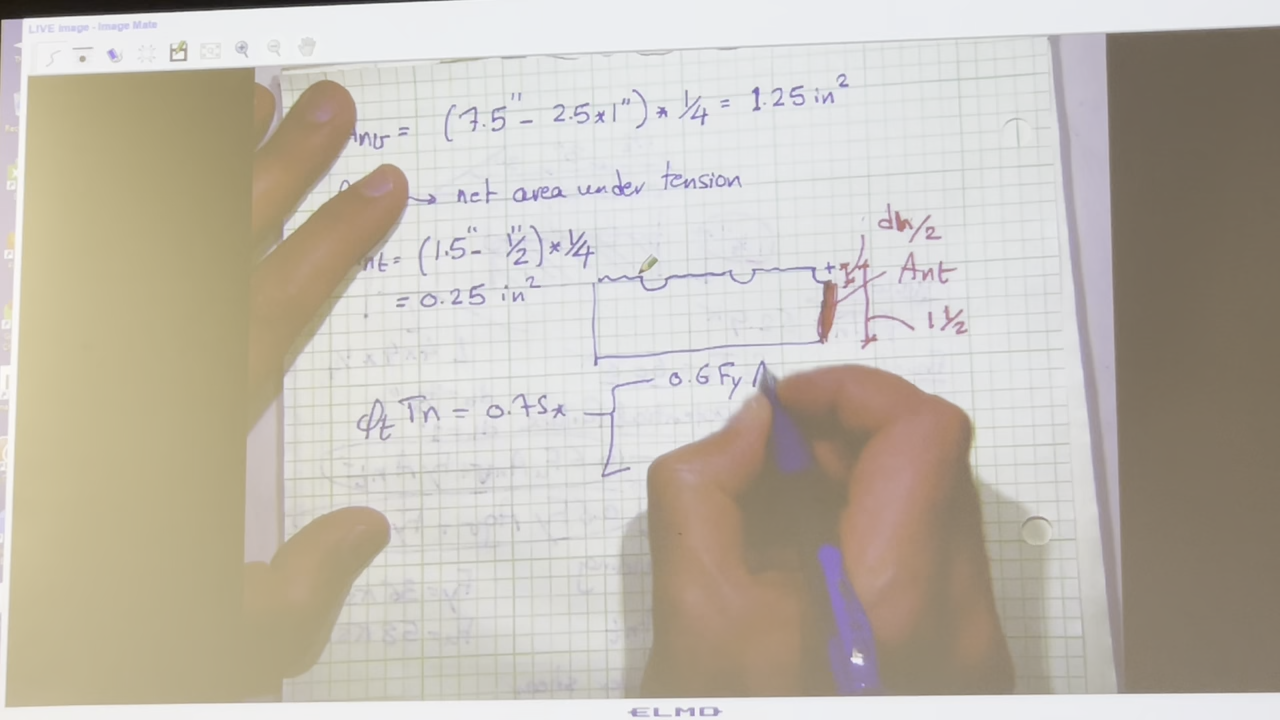 LIVE image - Image Mate
Anv = (7.5" - 2.5*1") * 1/4 = 1.25 in²
→ net area under tension
nt = (1.5" - 1/2") * 1/4
= 0.25 in²
dh/2
Ant
1 1/2
ϕt Tn = 0.75*
0.6 Fy A
ELMO